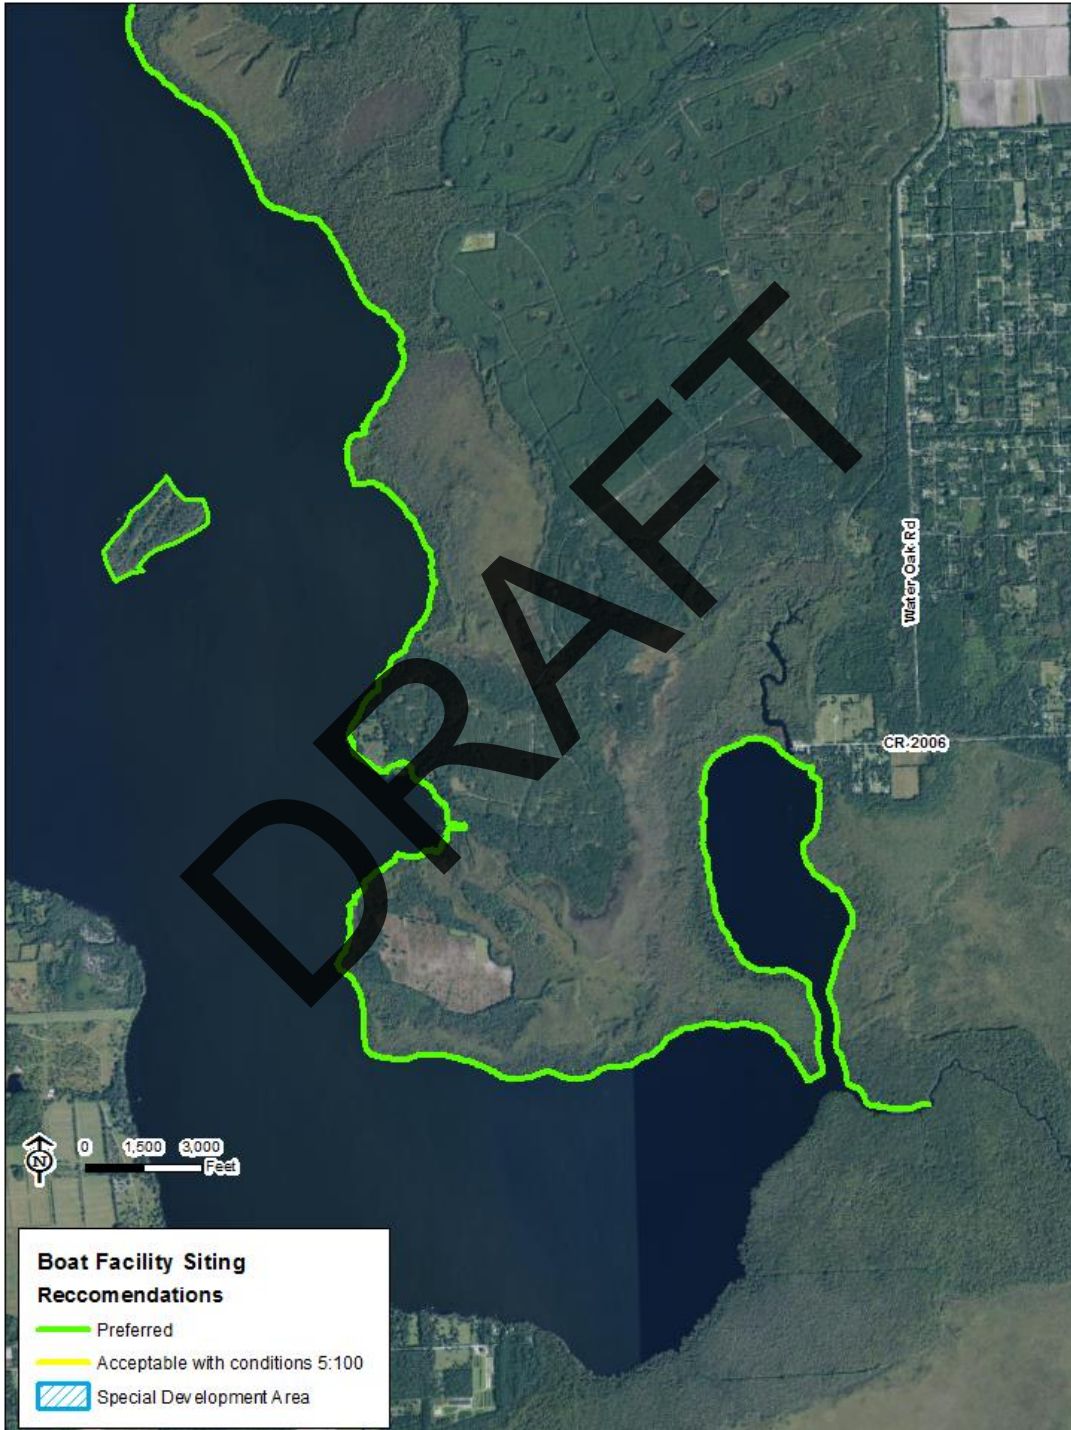 DRAFT
Water Oak Rd
CR-2006
N
0 1,500 3,000
Feet
Boat Facility Siting
Reccomendations
Preferred
Acceptable with conditions 5:100
Special Development Area